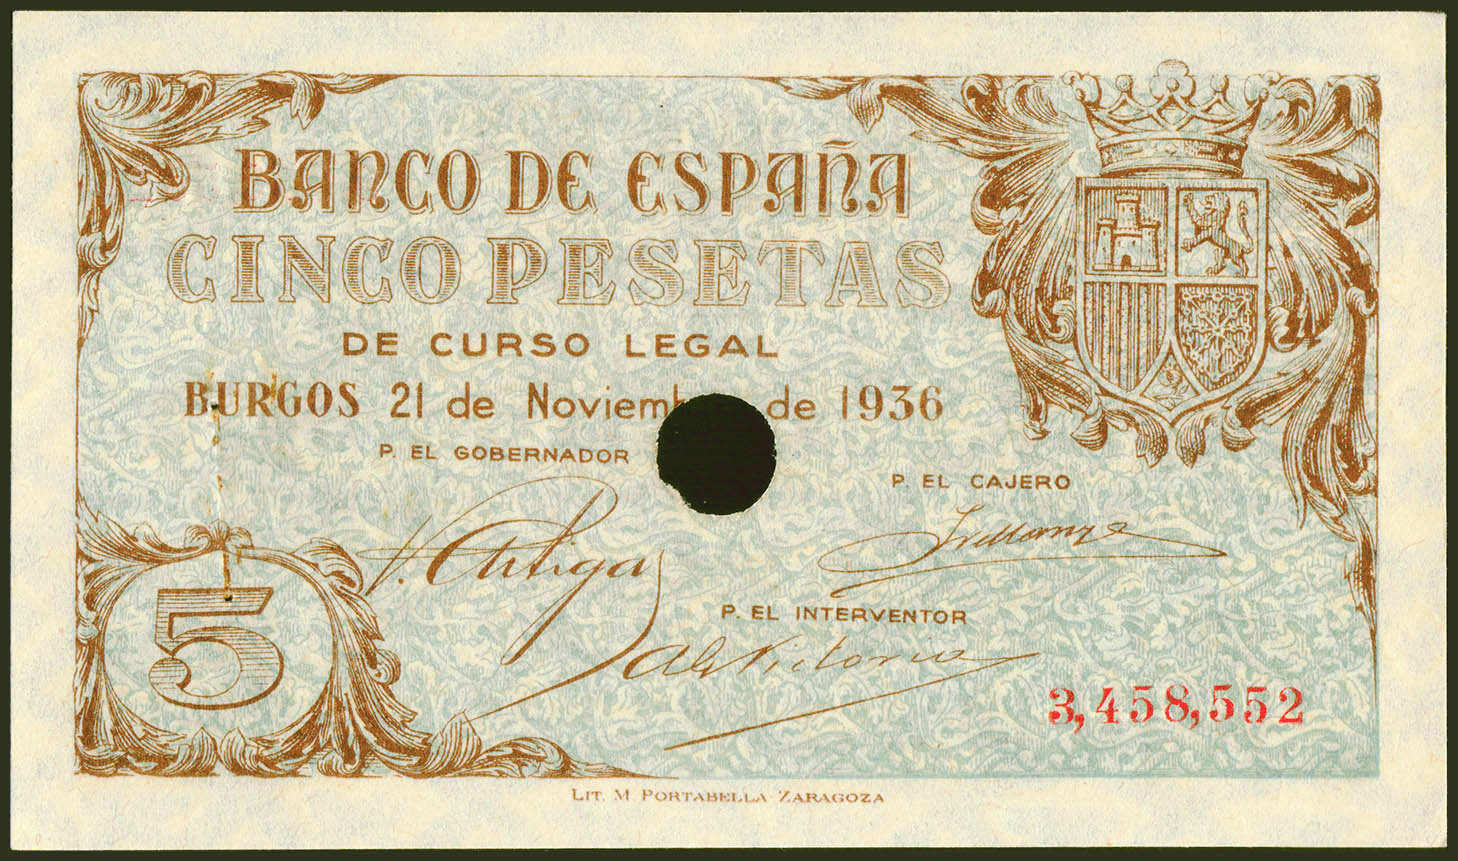 BANCO DE ESPAÑA
CINCO PESETAS
DE CURSO LEGAL
BURGOS 21 de Noviem de 1936
P. EL GOBERNADOR
P EL CAJERO
P. EL INTERVENTOR
5
3,458,552
LIT. M PORTABELLA ZARAGOZA